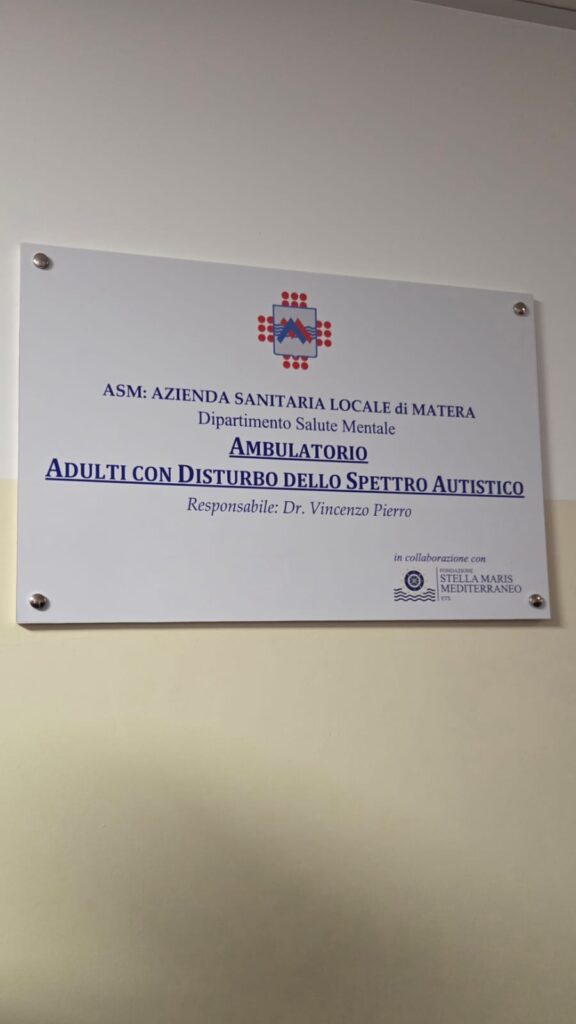 ASM: AZIENDA SANITARIA LOCALE di MATERA
Dipartimento Salute Mentale
AMBULATORIO
ADULTI CON DISTURBO DELLO SPETTRO AUTISTICO
Responsabile: Dr. Vincenzo Pierro
in collaborazione con
FONDAZIONE
STELLA MARIS
MEDITERRANEO
ETS